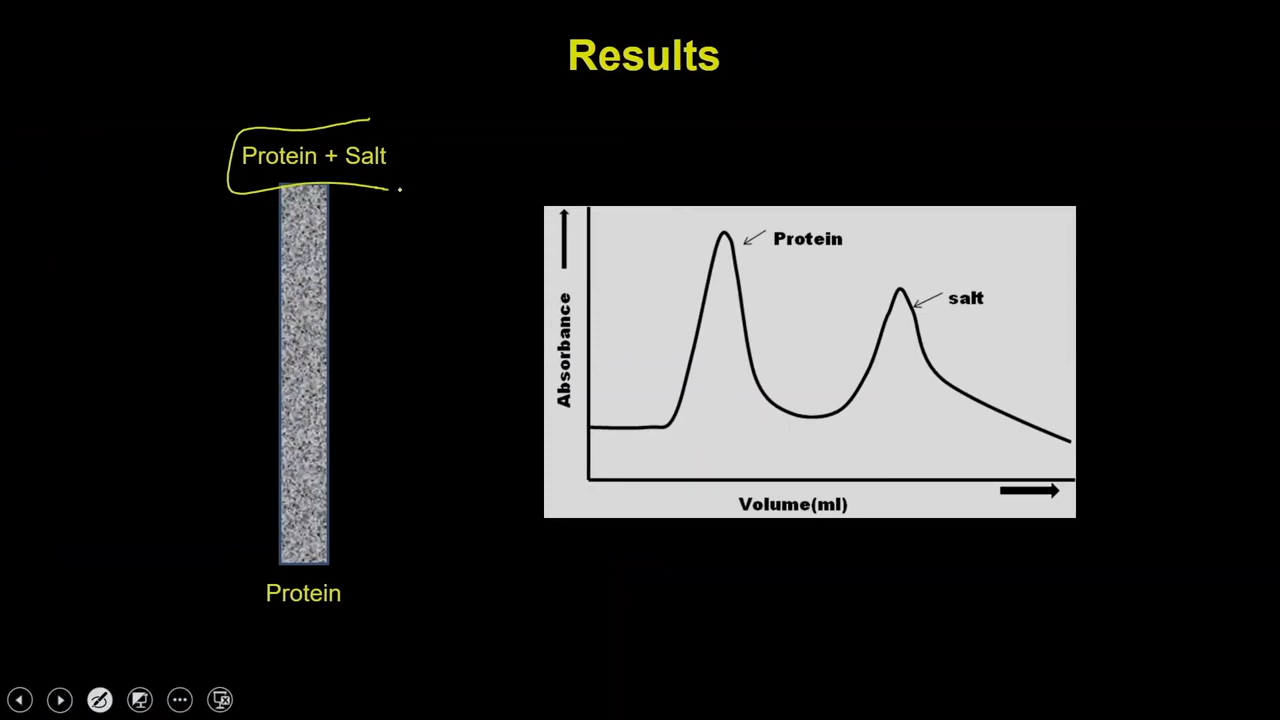 Results
Protein + Salt
Protein
Protein
salt
Absorbance
Volume(ml)